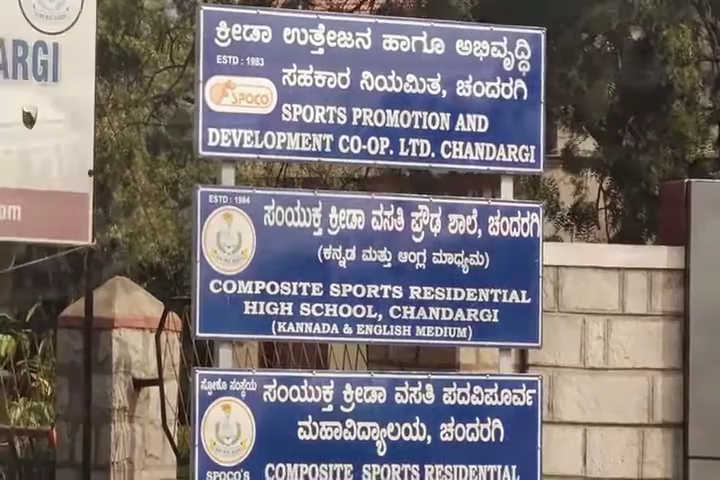 ARGI
om
ಕ್ರೀಡಾ ಉತ್ತೇಜನ ಹಾಗೂ ಅಭಿವೃದ್ಧಿ
ESTD : 1983
ಸಹಕಾರ ನಿಯಮಿತ, ಚಂದರಗಿ
SPOCO
SPORTS PROMOTION AND
DEVELOPMENT CO-OP. LTD. CHANDARGI
ESTD : 1984
ಸಂಯುಕ್ತ ಕ್ರೀಡಾ ವಸತಿ ಪ್ರೌಢ ಶಾಲೆ, ಚಂದರಗಿ
(ಕನ್ನಡ ಮತ್ತು ಆಂಗ್ಲ ಮಾಧ್ಯಮ)
COMPOSITE SPORTS RESIDENTIAL
HIGH SCHOOL, CHANDARGI
(KANNADA & ENGLISH MEDIUM)
ಸ್ಪೋಕೊ ಸಂಸ್ಥೆಯ
ಸಂಯುಕ್ತ ಕ್ರೀಡಾ ವಸತಿ ಪದವಿಪೂರ್ವ
ಮಹಾವಿದ್ಯಾಲಯ, ಚಂದರಗಿ
SPOCO'S
COMPOSITE SPORTS RESIDENTIAL